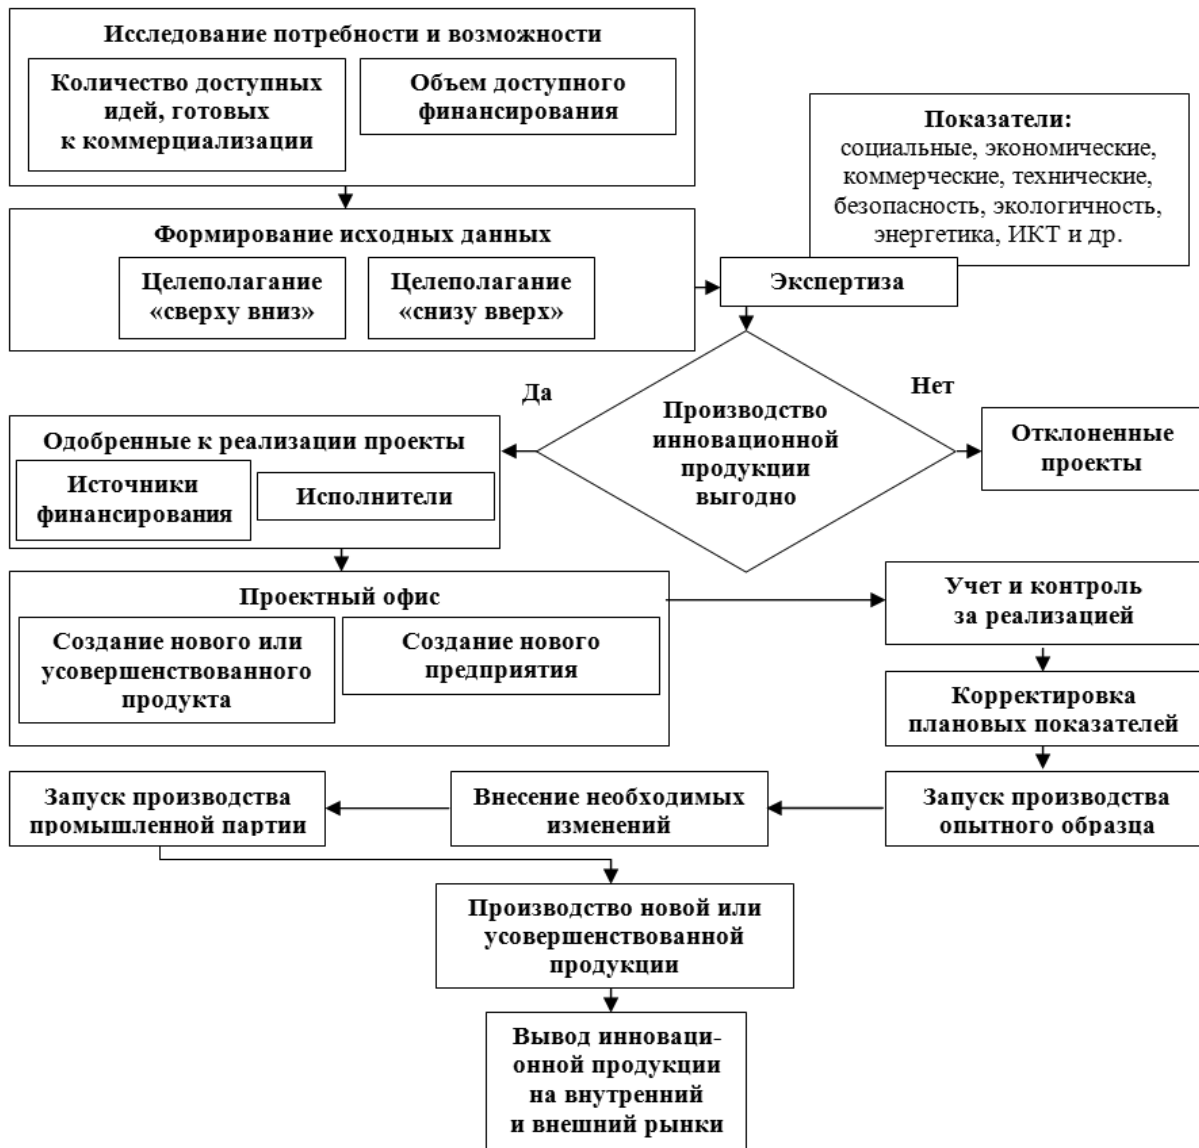 Исследование потребности и возможности
Количество доступных
идей, готовых
к коммерциализации
Объем доступного
финансирования
Показатели:
социальные, экономические,
коммерческие, технические,
безопасность, экологичность,
энергетика, ИКТ и др.
Формирование исходных данных
Целеполагание
«сверху вниз»
Целеполагание
«снизу вверх»
Экспертиза
Да
Нет
Производство
инновационной
продукции
выгодно
Одобренные к реализации проекты
Источники
финансирования
Исполнители
Отклоненные
проекты
Проектный офис
Создание нового или
усовершенствованного
продукта
Создание нового
предприятия
Учет и контроль
за реализацией
Корректировка
плановых показателей
Запуск производства
опытного образца
Внесение необходимых
изменений
Запуск производства
промышленной партии
Производство новой или
усовершенствованной
продукции
Вывод инноваци-
онной продукции
на внутренний
и внешний рынки